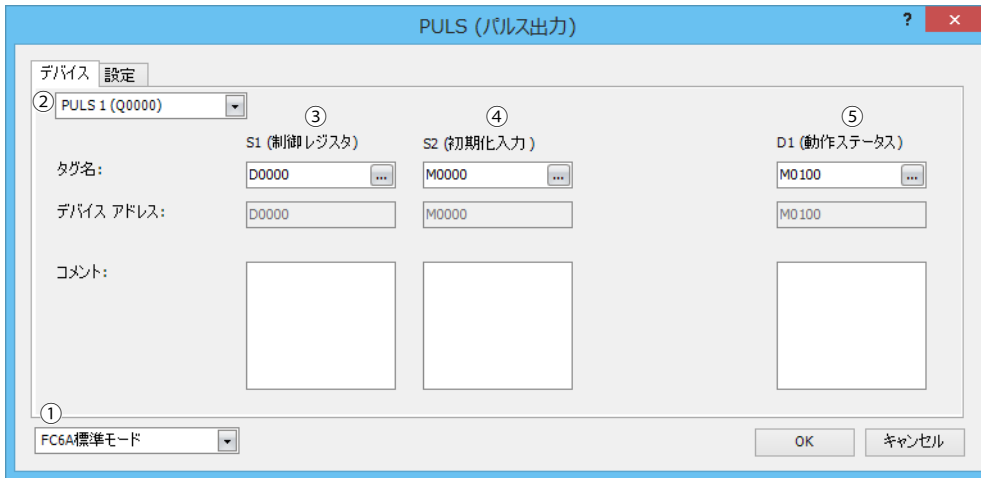 PULS (パルス出力)
?
×
デバイス 設定
② PULS 1 (Q0000)
③ ④ ⑤
S1 (制御レジスタ) S2 (初期化入力) D1 (動作ステータス)
タグ名: D0000 ... M0000 ... M0100 ...
デバイス アドレス: D0000 M0000 M0100
コメント:
①
FC6A標準モード
OK キャンセル